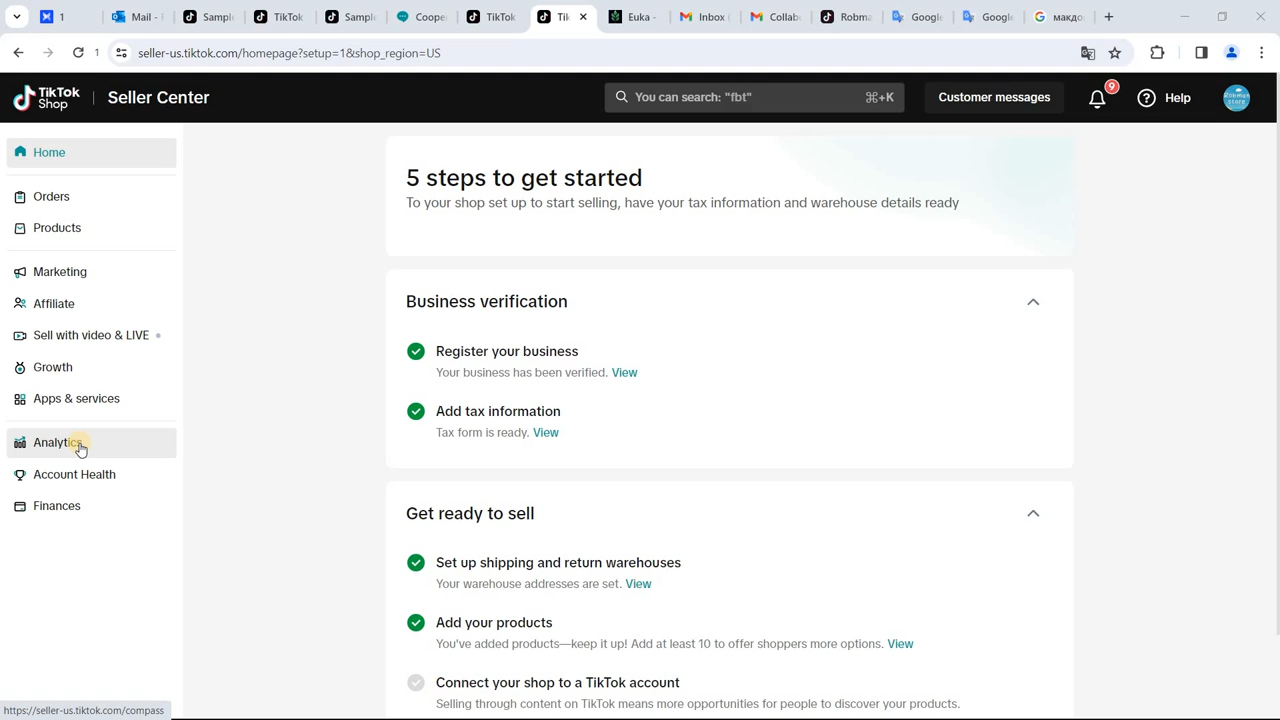 1
Mail - 
Sample
TikTok
Sample
Coope
TikTok
Tik
Euka -
Inbox
Collab
Robma
Google
Google
макдо
1
seller-us.tiktok.com/homepage?setup=1&shop_region=US
TikTok Shop
Seller Center
You can search: "fbt"
⌘+K
Customer messages
9
Help
Home
Orders
Products
Marketing
Affiliate
Sell with video & LIVE
Growth
Apps & services
Analytics
Account Health
Finances
5 steps to get started
To your shop set up to start selling, have your tax information and warehouse details ready
Business verification
Register your business
Your business has been verified. View
Add tax information
Tax form is ready. View
Get ready to sell
Set up shipping and return warehouses
Your warehouse addresses are set. View
Add your products
You've added products—keep it up! Add at least 10 to offer shoppers more options. View
Connect your shop to a TikTok account
Selling through content on TikTok means more opportunities for people to discover your products.
https://seller-us.tiktok.com/compass